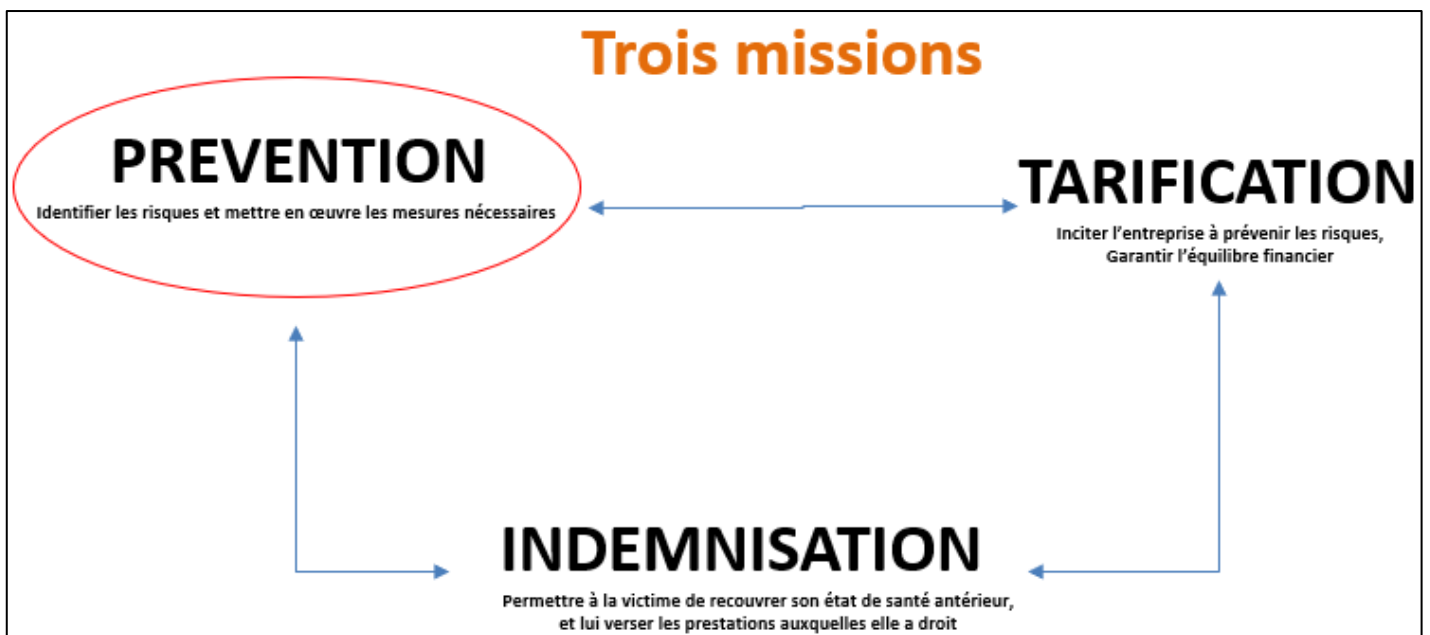 Trois missions
PREVENTION
Identifier les risques et mettre en œuvre les mesures nécessaires
TARIFICATION
Inciter l’entreprise à prévenir les risques,
Garantir l’équilibre financier
INDEMNISATION
Permettre à la victime de recouvrer son état de santé antérieur,
et lui verser les prestations auxquelles elle a droit